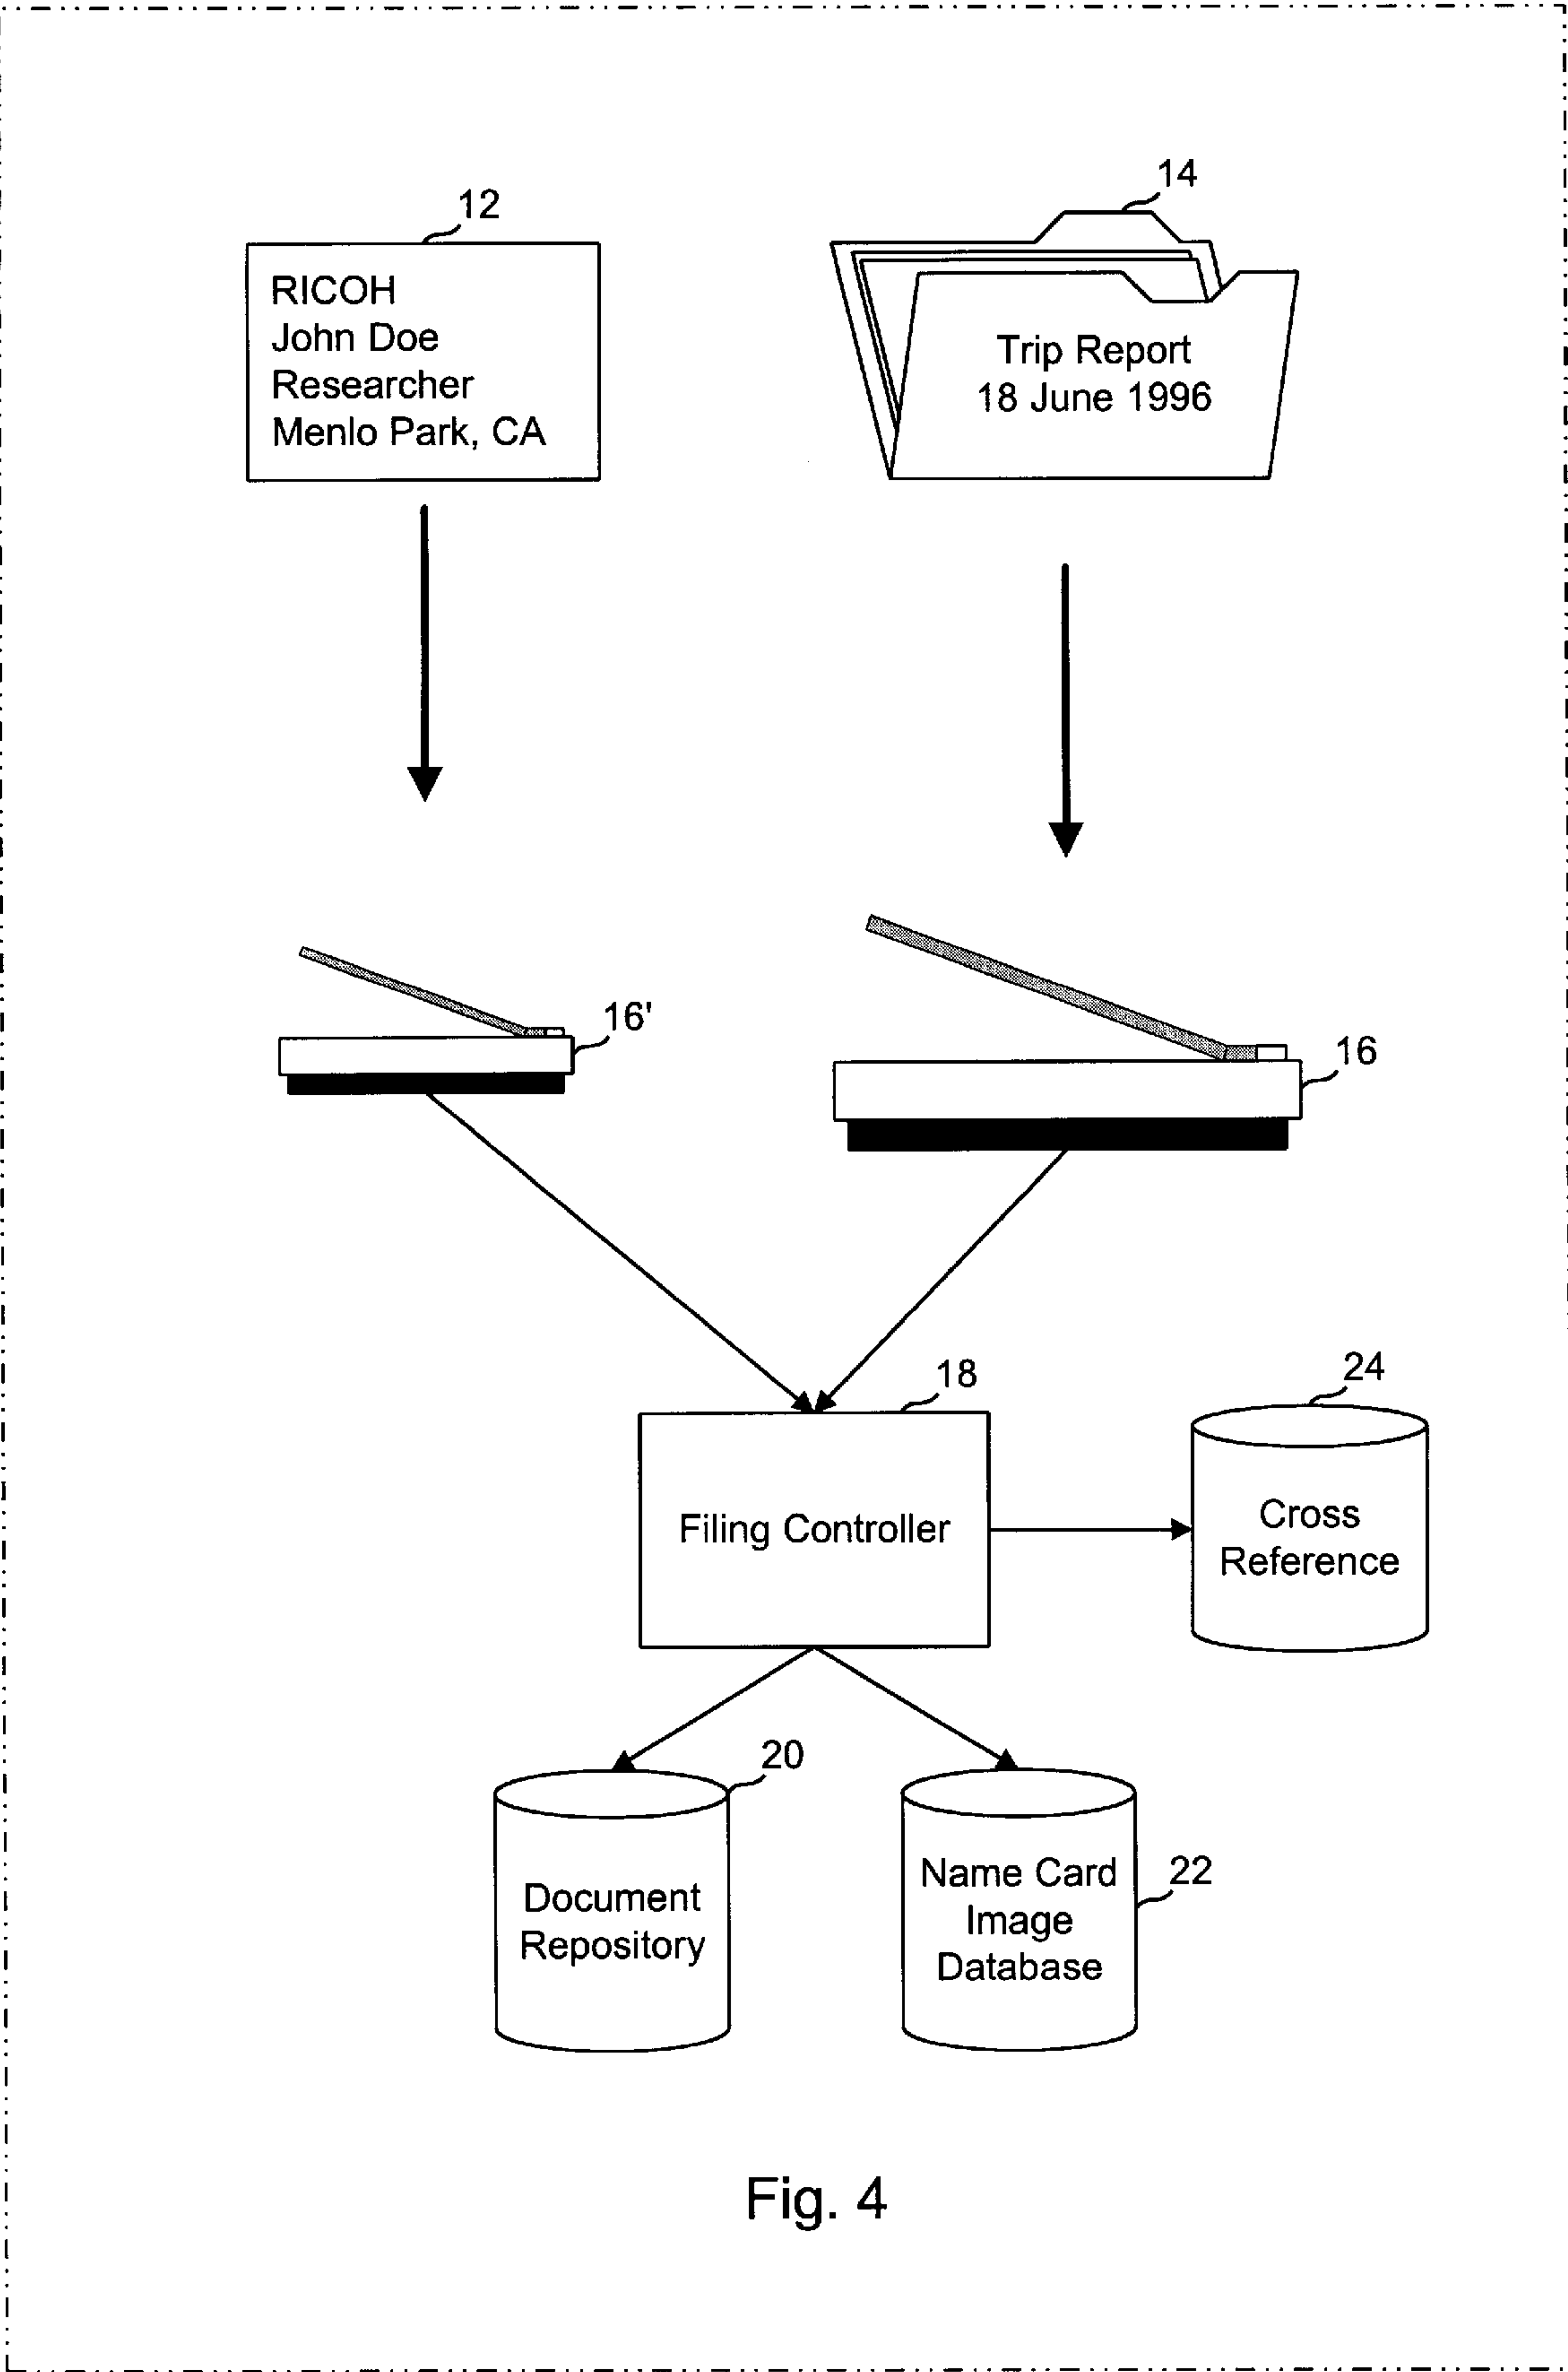 12
RICOH
John Doe
Researcher
Menlo Park, CA
14
Trip Report
18 June 1996
16'
16
18
Filing Controller
24
Cross
Reference
20
Document
Repository
22
Name Card
Image
Database
Fig. 4